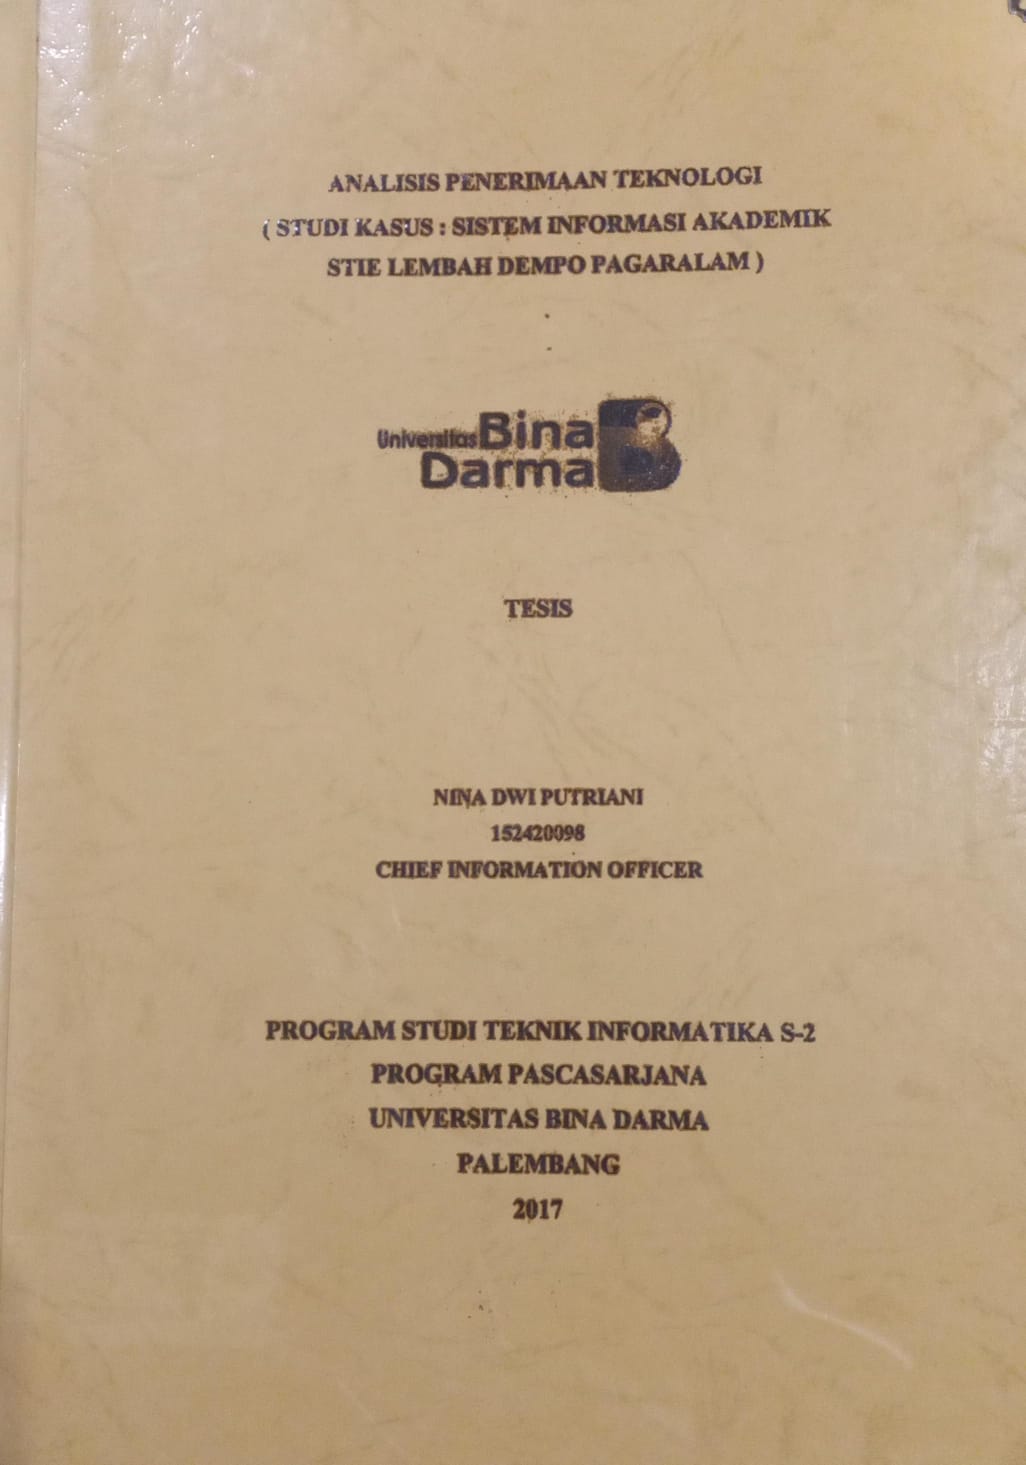 ANALISIS PENERIMAAN TEKNOLOGI
( STUDI KASUS : SISTEM INFORMASI AKADEMIK
STIE LEMBAH DEMPO PAGARALAM )
Universitas Bina
Darma
TESIS
NINA DWI PUTRIANI
152420098
CHIEF INFORMATION OFFICER
PROGRAM STUDI TEKNIK INFORMATIKA S-2
PROGRAM PASCASARJANA
UNIVERSITAS BINA DARMA
PALEMBANG
2017